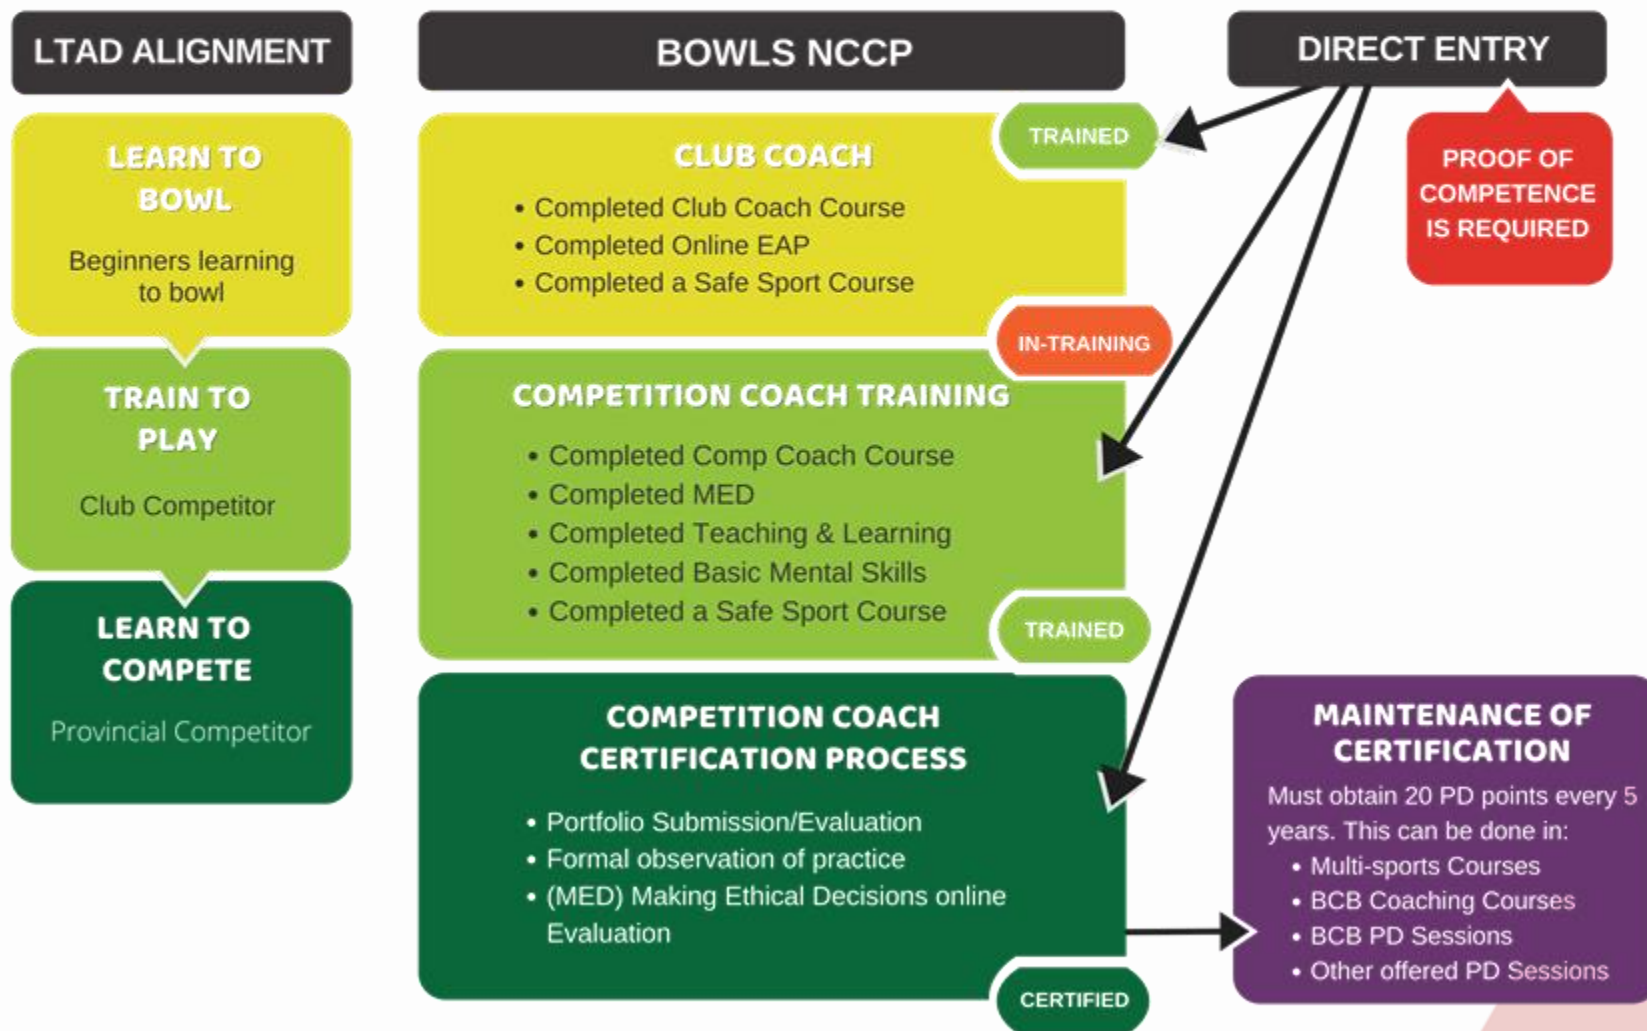 LTAD ALIGNMENT
LEARN TO
BOWL
Beginners learning
to bowl
TRAIN TO
PLAY
Club Competitor
LEARN TO
COMPETE
Provincial Competitor
BOWLS NCCP
TRAINED
CLUB COACH
• Completed Club Coach Course
• Completed Online EAP
• Completed a Safe Sport Course
IN-TRAINING
COMPETITION COACH TRAINING
• Completed Comp Coach Course
• Completed MED
• Completed Teaching & Learning
• Completed Basic Mental Skills
• Completed a Safe Sport Course
TRAINED
COMPETITION COACH
CERTIFICATION PROCESS
• Portfolio Submission/Evaluation
• Formal observation of practice
• (MED) Making Ethical Decisions online
Evaluation
CERTIFIED
DIRECT ENTRY
PROOF OF
COMPETENCE
IS REQUIRED
MAINTENANCE OF
CERTIFICATION
Must obtain 20 PD points every 5
years. This can be done in:
• Multi-sports Courses
• BCB Coaching Courses
• BCB PD Sessions
• Other offered PD Sessions